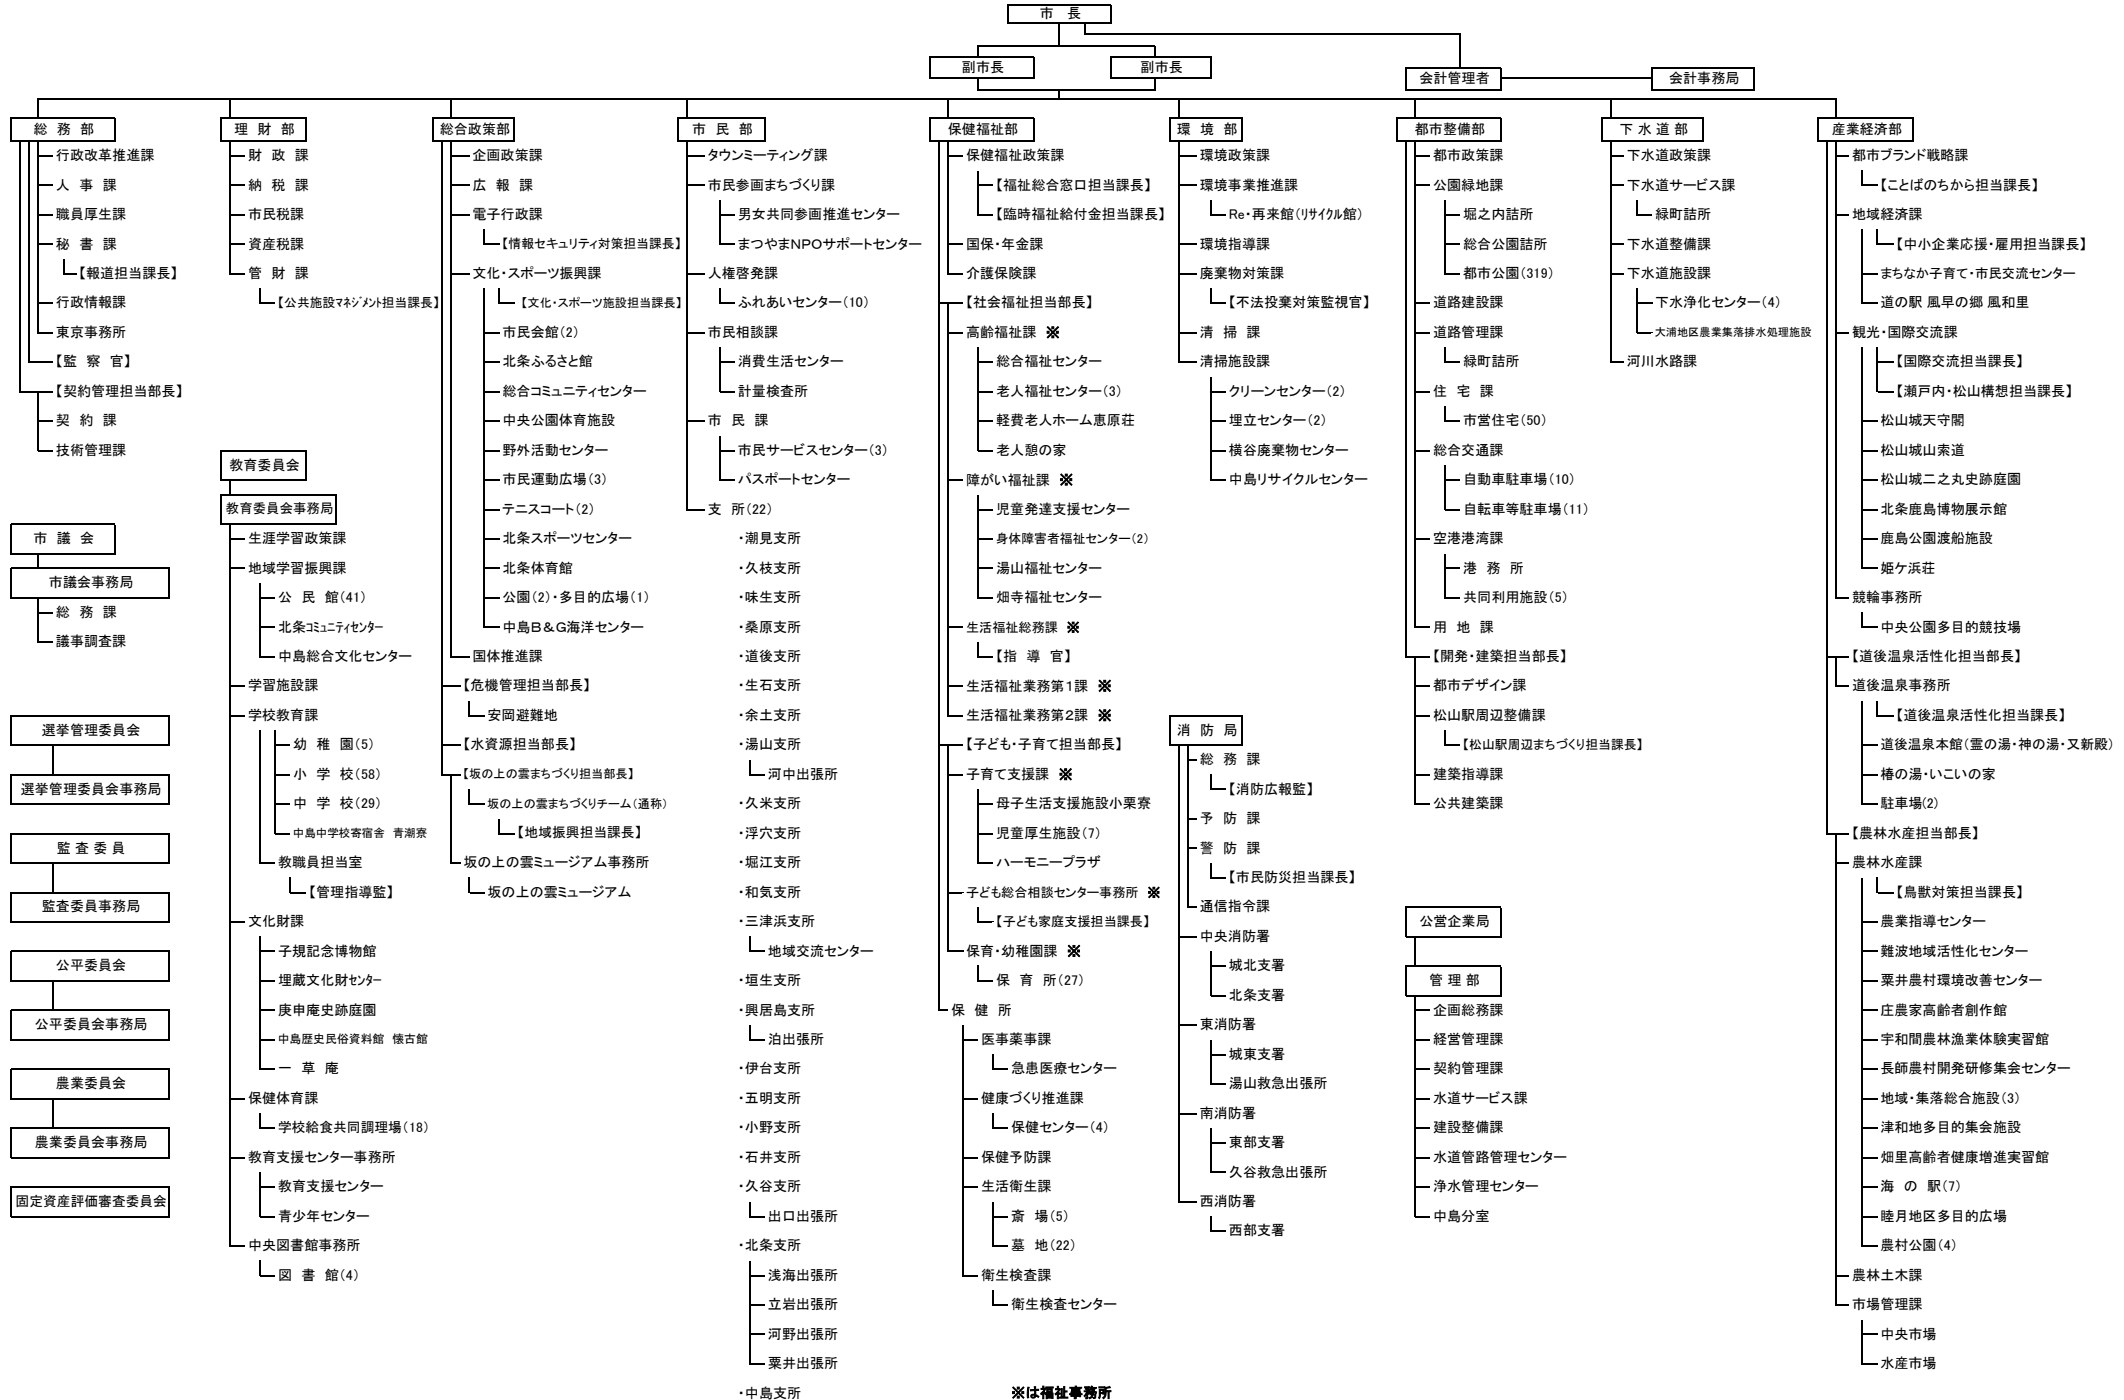 市　長
副市長
副市長
会計管理者
会計事務局
総　務　部
行政改革推進課
人　事　課
職員厚生課
秘　書　課
【報道担当課長】
行政情報課
東京事務所
【監　察　官】
【契約管理担当部長】
契　約　課
技術管理課
市　議　会
市議会事務局
総　務　課
議事調査課
選挙管理委員会
選挙管理委員会事務局
監　査　委　員
監査委員事務局
公平委員会
公平委員会事務局
農業委員会
農業委員会事務局
固定資産評価審査委員会
理　財　部
財　政　課
納　税　課
市民税課
資産税課
管　財　課
【公共施設マネジメント担当課長】
教育委員会
教育委員会事務局
生涯学習政策課
地域学習振興課
公　民　館(41)
北条コミュニティセンター
中島総合文化センター
学習施設課
学校教育課
幼　稚　園(5)
小　学　校(58)
中　学　校(29)
中島中学校寄宿舎　青潮寮
教職員担当室
【管理指導監】
文化財課
子規記念博物館
埋蔵文化財センター
庚申庵史跡庭園
中島歴史民俗資料館　懐古館
一　草　庵
保健体育課
学校給食共同調理場(18)
教育支援センター事務所
教育支援センター
青少年センター
中央図書館事務所
図　書　館(4)
総合政策部
企画政策課
広　報　課
電子行政課
【情報セキュリティ対策担当課長】
文化・スポーツ振興課
【文化・スポーツ施設担当課長】
市民会館(2)
北条ふるさと館
総合コミュニティセンター
中央公園体育施設
野外活動センター
市民運動広場(3)
テニスコート(2)
北条スポーツセンター
北条体育館
公園(2)・多目的広場(1)
中島B＆G海洋センター
国体推進課
【危機管理担当部長】
安岡避難地
【水資源担当部長】
【坂の上の雲まちづくり担当部長】
坂の上の雲まちづくりチーム(通称)
【地域振興担当課長】
坂の上の雲ミュージアム事務所
坂の上の雲ミュージアム
市　民　部
タウンミーティング課
市民参画まちづくり課
男女共同参画推進センター
まつやまNPOサポートセンター
人権啓発課
ふれあいセンター(10)
市民相談課
消費生活センター
計量検査所
市　民　課
市民サービスセンター(3)
パスポートセンター
支　所(22)
・潮見支所
・久枝支所
・味生支所
・桑原支所
・道後支所
・生石支所
・余土支所
・湯山支所
河中出張所
・久米支所
・浮穴支所
・堀江支所
・和気支所
・三津浜支所
地域交流センター
・垣生支所
・興居島支所
泊出張所
・伊台支所
・五明支所
・小野支所
・石井支所
・久谷支所
出口出張所
・北条支所
浅海出張所
立岩出張所
河野出張所
粟井出張所
・中島支所
保健福祉部
保健福祉政策課
【福祉総合窓口担当課長】
【臨時福祉給付金担当課長】
国保・年金課
介護保険課
【社会福祉担当部長】
高齢福祉課 ※
総合福祉センター
老人福祉センター(3)
軽費老人ホーム恵原荘
老人憩の家
障がい福祉課 ※
児童発達支援センター
身体障害者福祉センター(2)
湯山福祉センター
畑寺福祉センター
生活福祉総務課 ※
【指　導　官】
生活福祉業務第1課 ※
生活福祉業務第2課 ※
【子ども・子育て担当部長】
子育て支援課 ※
母子生活支援施設小栗寮
児童厚生施設(7)
ハーモニープラザ
子ども総合相談センター事務所 ※
【子ども家庭支援担当課長】
保育・幼稚園課 ※
保　育　所(27)
保　健　所
医事薬事課
急患医療センター
健康づくり推進課
保健センター(4)
保健予防課
生活衛生課
斎　場(5)
墓　地(22)
衛生検査課
衛生検査センター
※は福祉事務所
環　境　部
環境政策課
環境事業推進課
Re・再来館(リサイクル館)
環境指導課
廃棄物対策課
【不法投棄対策監視官】
清　掃　課
清掃施設課
クリーンセンター(2)
埋立センター(2)
横谷廃棄物センター
中島リサイクルセンター
消　防　局
総　務　課
【消防広報監】
予　防　課
警　防　課
【市民防災担当課長】
通信指令課
中央消防署
城北支署
北条支署
東消防署
城東支署
湯山救急出張所
南消防署
東部支署
久谷救急出張所
西消防署
西部支署
都市整備部
都市政策課
公園緑地課
堀之内詰所
総合公園詰所
都市公園(319)
道路建設課
道路管理課
緑町詰所
住　宅　課
市営住宅(50)
総合交通課
自動車駐車場(10)
自転車等駐車場(11)
空港港湾課
港　務　所
共同利用施設(5)
用　地　課
【開発・建築担当部長】
都市デザイン課
松山駅周辺整備課
【松山駅周辺まちづくり担当課長】
建築指導課
公共建築課
公営企業局
管　理　部
企画総務課
経営管理課
契約管理課
水道サービス課
建設整備課
水道管路管理センター
浄水管理センター
中島分室
下　水　道　部
下水道政策課
下水道サービス課
緑町詰所
下水道整備課
下水道施設課
下水浄化センター(4)
大浦地区農業集落排水処理施設
河川水路課
産業経済部
都市ブランド戦略課
【ことばのちから担当課長】
地域経済課
【中小企業応援・雇用担当課長】
まちなか子育て・市民交流センター
道の駅 風早の郷 風和里
観光・国際交流課
【国際交流担当課長】
【瀬戸内・松山構想担当課長】
松山城天守閣
松山城山索道
松山城二之丸史跡庭園
北条鹿島博物展示館
鹿島公園渡船施設
姫ケ浜荘
競輪事務所
中央公園多目的競技場
【道後温泉活性化担当部長】
道後温泉事務所
【道後温泉活性化担当課長】
道後温泉本館(霊の湯・神の湯・又新殿)
椿の湯・いこいの家
駐車場(2)
【農林水産担当部長】
農林水産課
【鳥獣対策担当課長】
農業指導センター
難波地域活性化センター
粟井農村環境改善センター
庄農家高齢者創作館
宇和間農林漁業体験実習館
長師農村開発研修集会センター
地域・集落総合施設(3)
津和地多目的集会施設
畑里高齢者健康増進実習館
海　の　駅(7)
睦月地区多目的広場
農村公園(4)
農林土木課
市場管理課
中央市場
水産市場